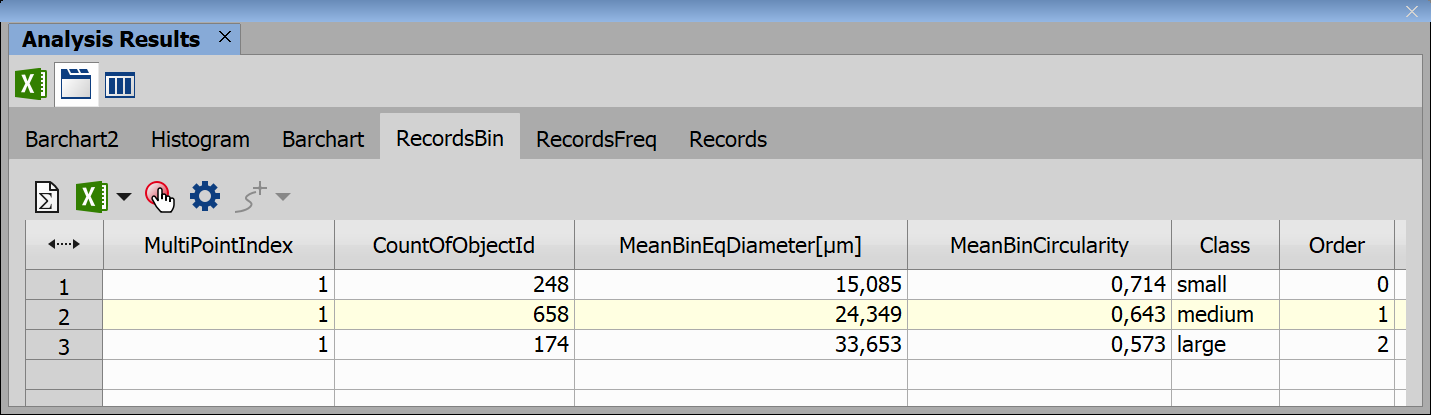 Analysis Results
Barchart2 Histogram Barchart RecordsBin RecordsFreq Records
MultiPointIndex CountOfObjectId MeanBinEqDiameter[µm] MeanBinCircularity Class Order
1 1 248 15,085 0,714 small 0
2 1 658 24,349 0,643 medium 1
3 1 174 33,653 0,573 large 2